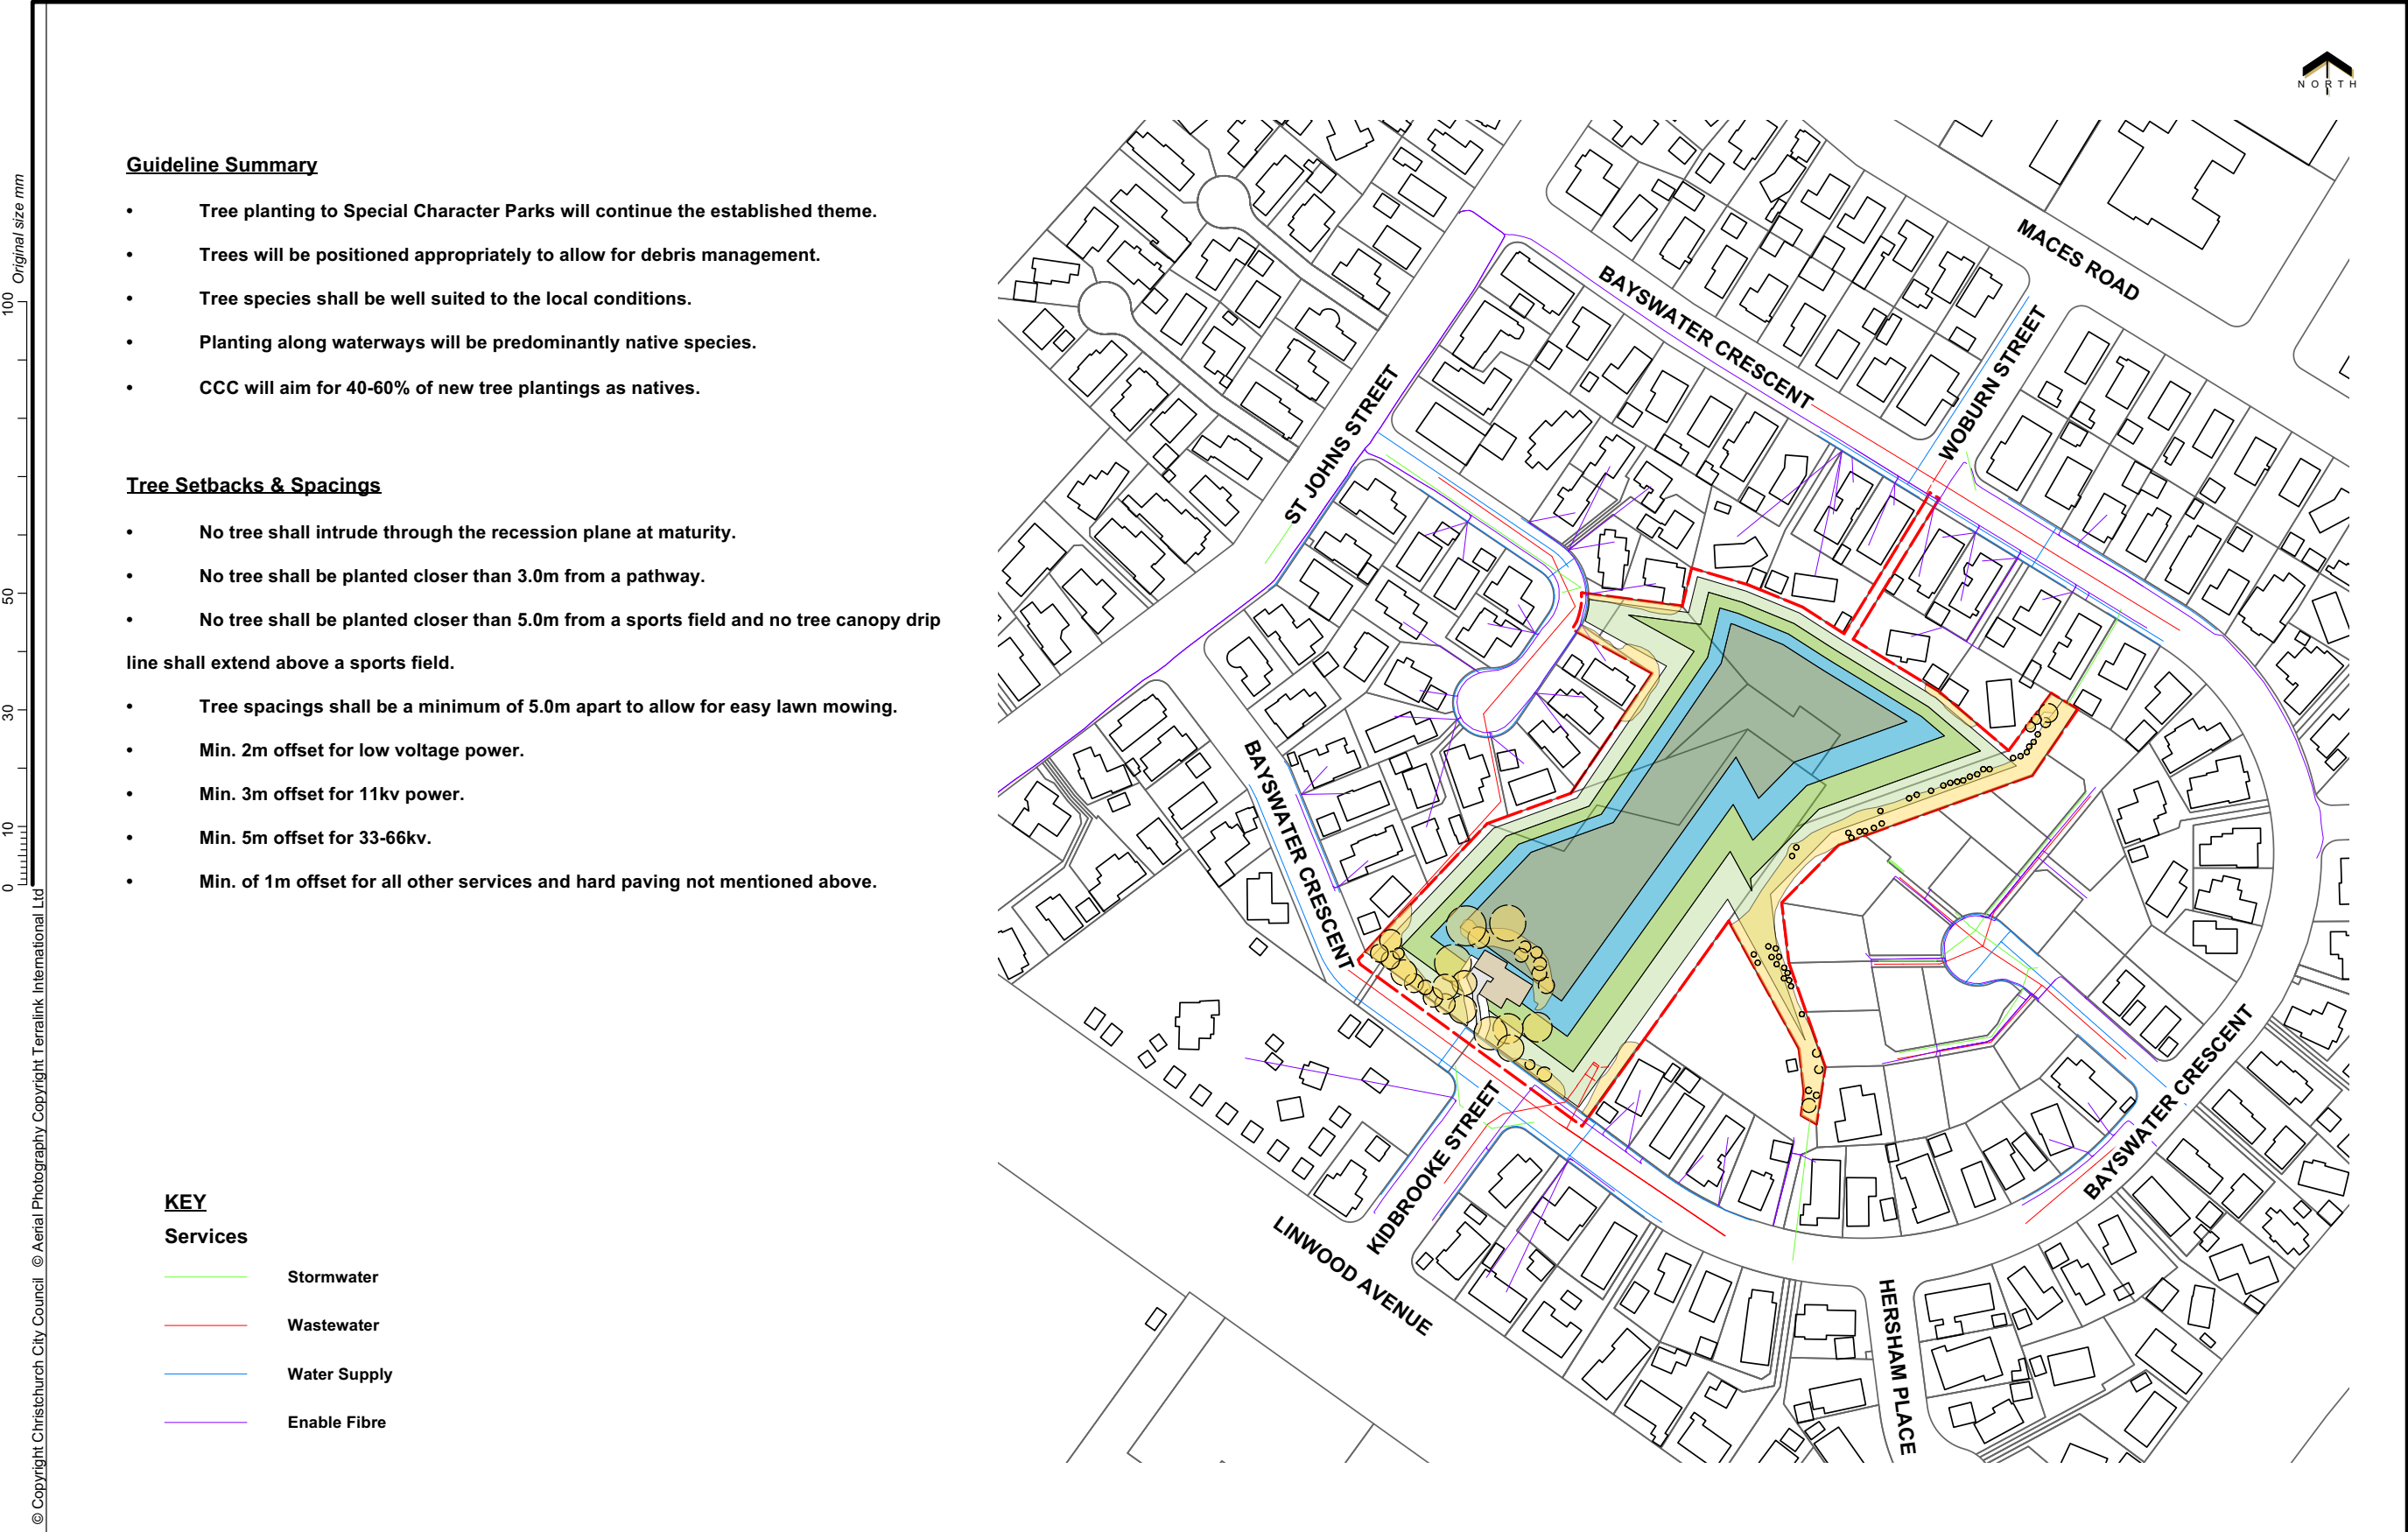 NORTH
Guideline Summary
• Tree planting to Special Character Parks will continue the established theme.
• Trees will be positioned appropriately to allow for debris management.
• Tree species shall be well suited to the local conditions.
• Planting along waterways will be predominantly native species.
• CCC will aim for 40-60% of new tree plantings as natives.
Tree Setbacks & Spacings
• No tree shall intrude through the recession plane at maturity.
• No tree shall be planted closer than 3.0m from a pathway.
• No tree shall be planted closer than 5.0m from a sports field and no tree canopy drip
line shall extend above a sports field.
• Tree spacings shall be a minimum of 5.0m apart to allow for easy lawn mowing.
• Min. 2m offset for low voltage power.
• Min. 3m offset for 11kv power.
• Min. 5m offset for 33-66kv.
• Min. of 1m offset for all other services and hard paving not mentioned above.
KEY
Services
Stormwater
Wastewater
Water Supply
Enable Fibre
Original size mm
100
50
30
10
0
© Copyright Christchurch City Council © Aerial Photography Copyright Terralink International Ltd
MACES ROAD
BAYSWATER CRESCENT
WOBURN STREET
ST JOHNS STREET
BAYSWATER CRESCENT
KIDBROOKE STREET
LINWOOD AVENUE
BAYSWATER CRESCENT
HERSHAM PLACE